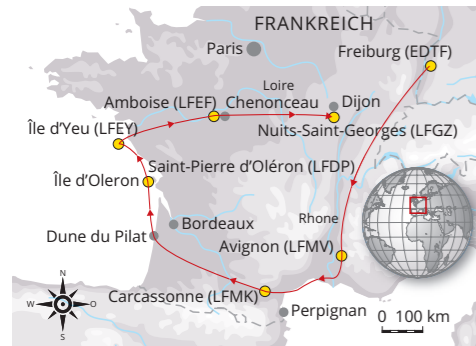 FRANKREICH
Paris
Freiburg (EDTF)
Loire
Amboise (LFEF)
Chenonceau
Dijon
Île d'Yeu (LFEY)
Nuits-Saint-Georges (LFGZ)
Saint-Pierre d'Oléron (LFDP)
Île d'Oleron
Bordeaux
Rhone
Dune du Pilat
Avignon (LFMV)
Carcassonne (LFMK)
Perpignan
N
W
O
S
0 100 km